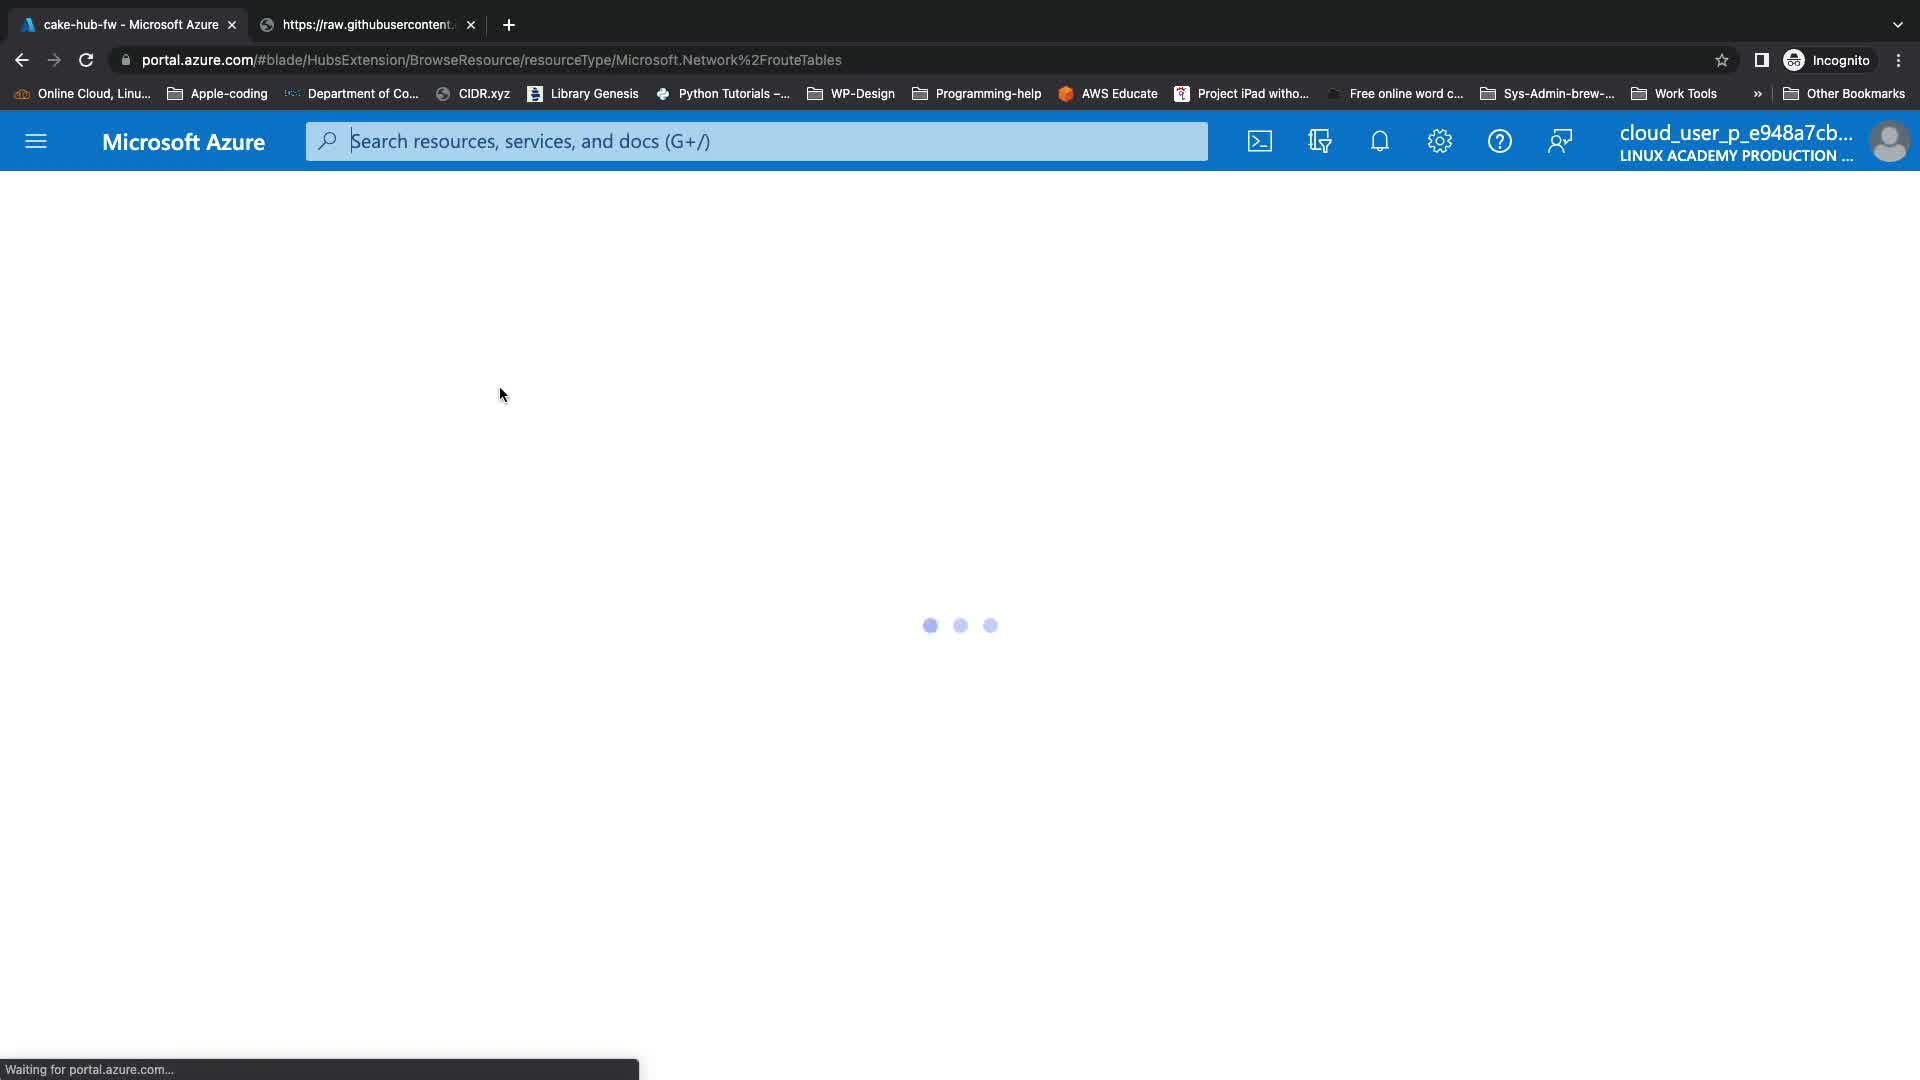 cake-hub-fw - Microsoft Azure
https://raw.githubusercontent.
portal.azure.com/#blade/HubsExtension/BrowseResource/resourceType/Microsoft.Network%2FrouteTables
Incognito
Online Cloud, Linu...
Apple-coding
Department of Co...
CIDR.xyz
Library Genesis
Python Tutorials –...
WP-Design
Programming-help
AWS Educate
Project iPad witho...
Free online word c...
Sys-Admin-brew-...
Work Tools
»
Other Bookmarks
Microsoft Azure
Search resources, services, and docs (G+/)
cloud_user_p_e948a7cb...
LINUX ACADEMY PRODUCTION ...
Waiting for portal.azure.com...